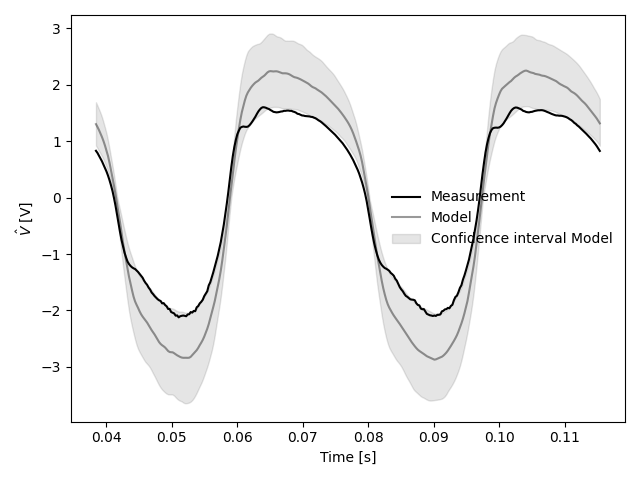 3
2
1
0
−1
−2
−3
V̂ [V]
Measurement
Model
Confidence interval Model
0.04 0.05 0.06 0.07 0.08 0.09 0.10 0.11
Time [s]